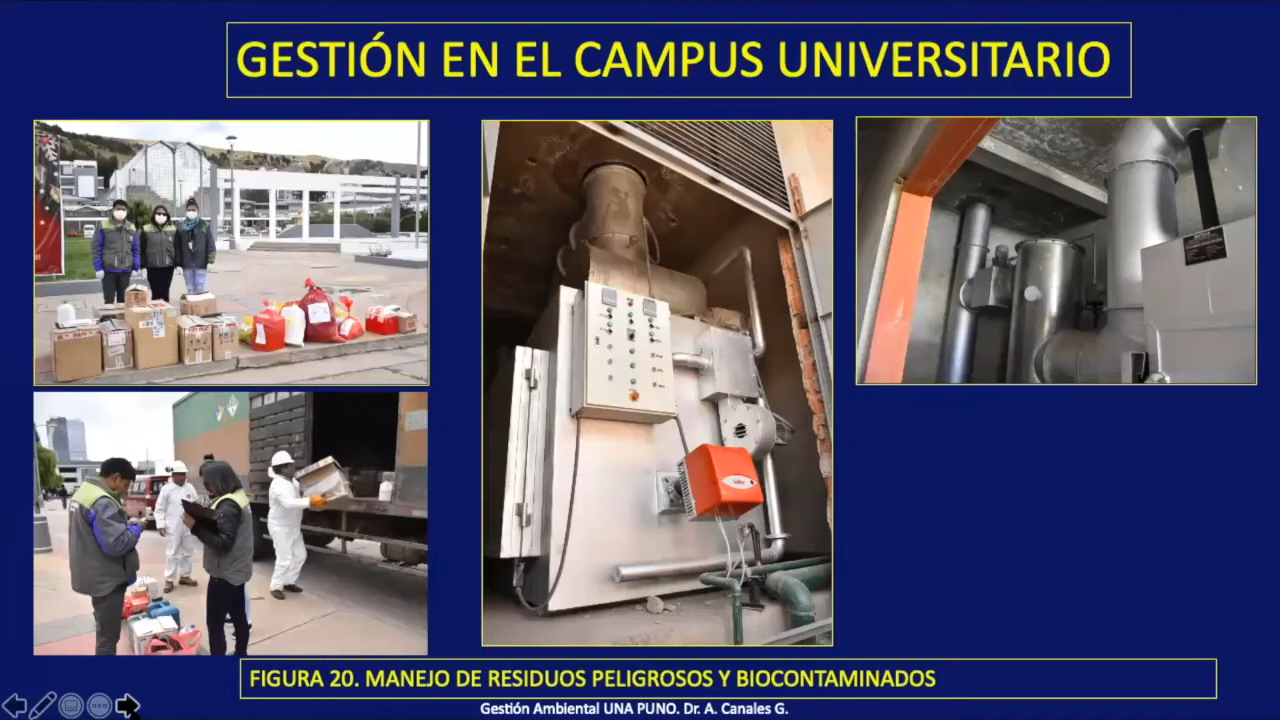 GESTIÓN EN EL CAMPUS UNIVERSITARIO
FIGURA 20. MANEJO DE RESIDUOS PELIGROSOS Y BIOCONTAMINADOS
Gestión Ambiental UNA PUNO. Dr. A. Canales G.